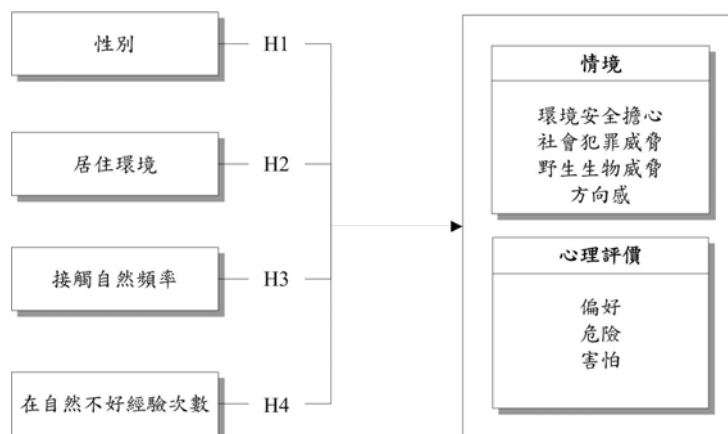 性別
H1
居住環境
H2
接觸自然頻率
H3
在自然不好經驗次數
H4
情境
環境安全擔心
社會犯罪威脅
野生生物威脅
方向感
心理評價
偏好
危險
害怕